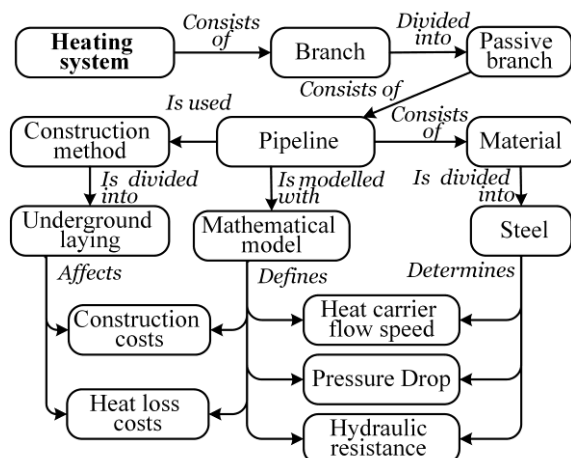 Heating
system
Consists
of
Branch
Divided
into
Passive
branch
Consists of
Is used
Construction
method
Pipeline
Consists
of
Material
Is divided
into
Is modelled
with
Is divided
into
Underground
laying
Mathematical
model
Steel
Affects
Defines
Determines
Construction
costs
Heat carrier
flow speed
Heat loss
costs
Pressure Drop
Hydraulic
resistance